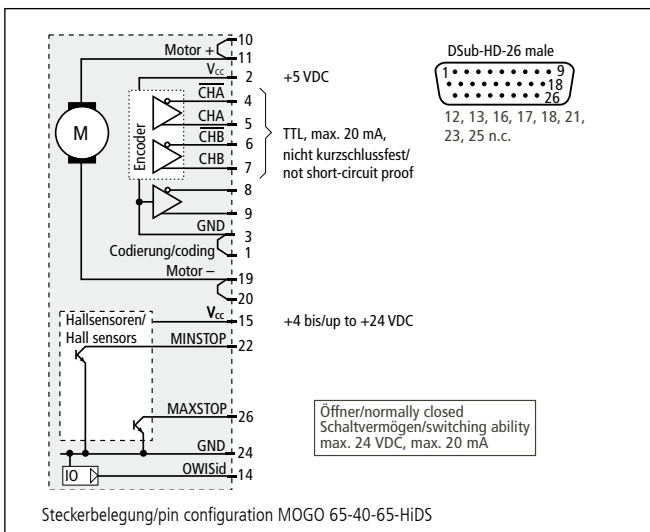 Motor + 10
11
Vcc 2 +5 VDC
CHA 4
CHA 5
CHB 6
CHB 7
TTL, max. 20 mA,
nicht kurzschlussfest/
not short-circuit proof
M
Encoder
8
9
GND 3
Codierung/coding 1
Motor – 19
20
DSub-HD-26 male
1 9
18
26
12, 13, 16, 17, 18, 21,
23, 25 n.c.
Hallsensoren/
Hall sensors
Vcc 15 +4 bis/up to +24 VDC
MINSTOP 22
MAXSTOP 26
GND 24
IO OWISid 14
Öffner/normally closed
Schaltvermögen/switching ability
max. 24 VDC, max. 20 mA
Steckerbelegung/pin configuration MOGO 65-40-65-HiDS